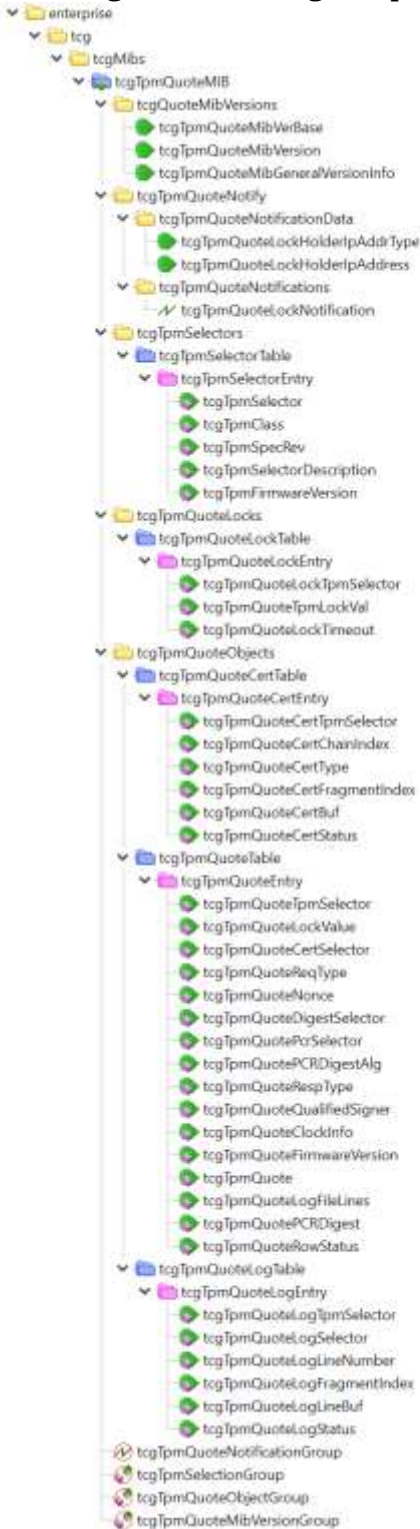 enterprise
tcg
tcgMibs
tcgTpmQuoteMIB
tcgQuoteMibVersions
tcgTpmQuoteMibVerBase
tcgTpmQuoteMibVersion
tcgTpmQuoteMibGeneralVersionInfo
tcgTpmQuoteNotify
tcgTpmQuoteNotificationData
tcgTpmQuoteLockHolderIpAddrType
tcgTpmQuoteLockHolderIpAddress
tcgTpmQuoteNotifications
tcgTpmQuoteLockNotification
tcgTpmSelectors
tcgTpmSelectorTable
tcgTpmSelectorEntry
tcgTpmSelector
tcgTpmClass
tcgTpmSpecRev
tcgTpmSelectorDescription
tcgTpmFirmwareVersion
tcgTpmQuoteLocks
tcgTpmQuoteLockTable
tcgTpmQuoteLockEntry
tcgTpmQuoteLockTpmSelector
tcgTpmQuoteTpmLockVal
tcgTpmQuoteLockTimeout
tcgTpmQuoteObjects
tcgTpmQuoteCertTable
tcgTpmQuoteCertEntry
tcgTpmQuoteCertTpmSelector
tcgTpmQuoteCertChainIndex
tcgTpmQuoteCertType
tcgTpmQuoteCertFragmentIndex
tcgTpmQuoteCertBuf
tcgTpmQuoteCertStatus
tcgTpmQuoteTable
tcgTpmQuoteEntry
tcgTpmQuoteTpmSelector
tcgTpmQuoteLockValue
tcgTpmQuoteCertSelector
tcgTpmQuoteReqType
tcgTpmQuoteNonce
tcgTpmQuoteDigestSelector
tcgTpmQuotePcrSelector
tcgTpmQuotePCRDigestAlg
tcgTpmQuoteRespType
tcgTpmQuoteQualifiedSigner
tcgTpmQuoteClockInfo
tcgTpmQuoteFirmwareVersion
tcgTpmQuote
tcgTpmQuoteLogFileLines
tcgTpmQuotePCRDigest
tcgTpmQuoteRowStatus
tcgTpmQuoteLogTable
tcgTpmQuoteLogEntry
tcgTpmQuoteLogTpmSelector
tcgTpmQuoteLogSelector
tcgTpmQuoteLogLineNumber
tcgTpmQuoteLogFragmentIndex
tcgTpmQuoteLogLineBuf
tcgTpmQuoteLogStatus
tcgTpmQuoteNotificationGroup
tcgTpmSelectionGroup
tcgTpmQuoteObjectGroup
tcgTpmQuoteMibVersionGroup